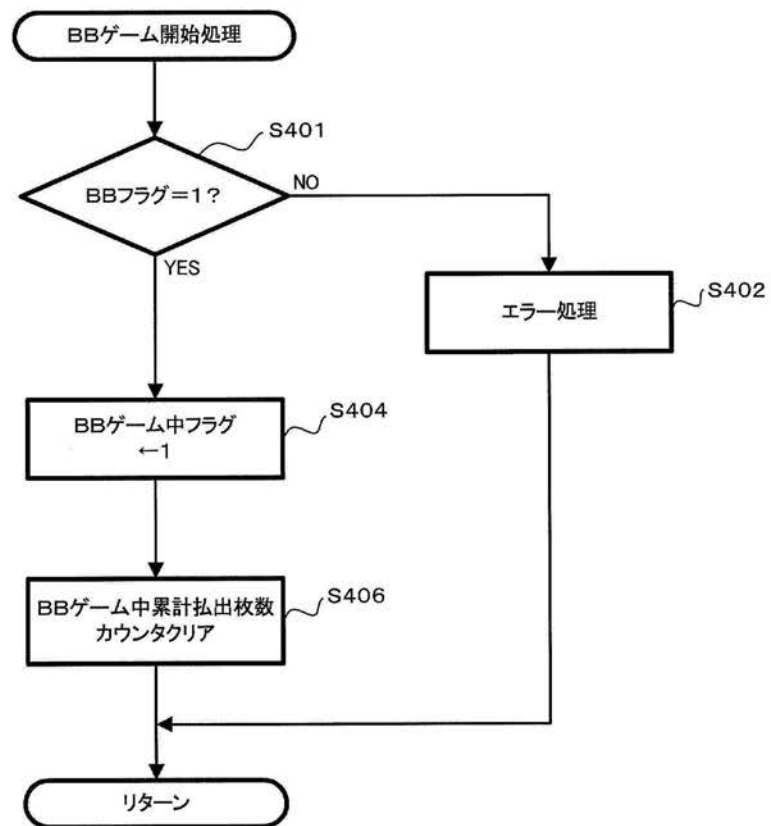 BBゲーム開始処理
S401
BBフラグ=1?
NO
YES
S402
エラー処理
BBゲーム中フラグ
←1
S404
BBゲーム中累計払出枚数
カウンタクリア
S406
リターン